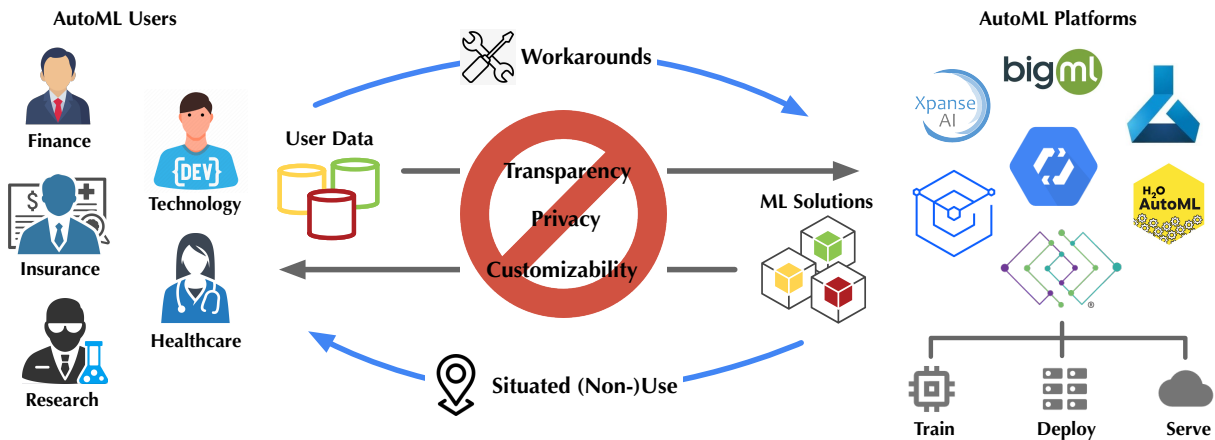 AutoML Users
Finance
{DEV}
Technology
$
Insurance
Healthcare
Research
User Data
Workarounds
Transparency
Privacy
Customizability
ML Solutions
Situated (Non-)Use
AutoML Platforms
bigml
Xpanse
AI
H2O
AutoML
®
Train
Deploy
Serve